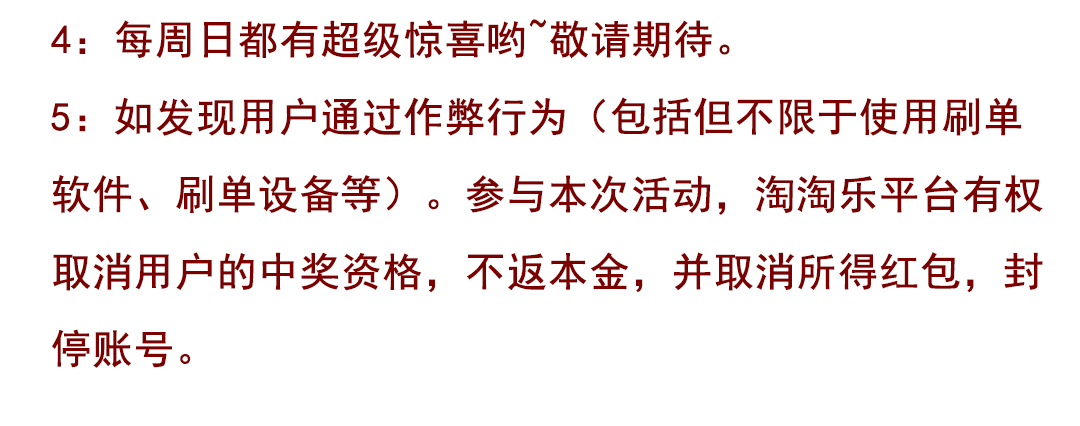 4：每周日都有超级惊喜哟~敬请期待。
5：如发现用户通过作弊行为（包括但不限于使用刷单
软件、刷单设备等）。参与本次活动，淘淘乐平台有权
取消用户的中奖资格，不返本金，并取消所得红包，封
停账号。